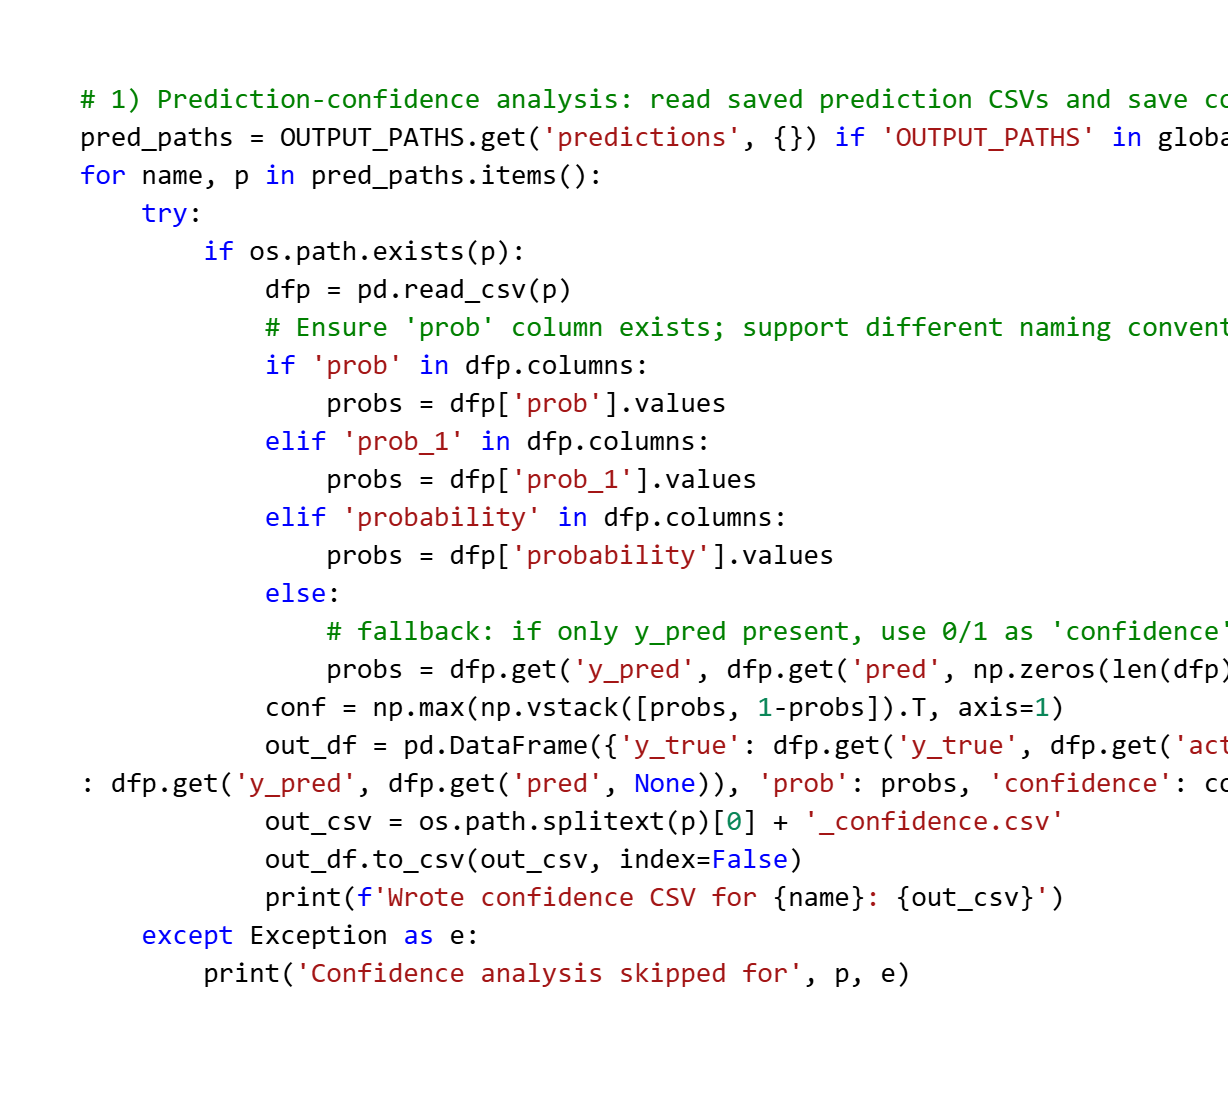 # 1) Prediction-confidence analysis: read saved prediction CSVs and save
pred_paths = OUTPUT_PATHS.get('predictions', {}) if 'OUTPUT_PATHS' in
for name, p in pred_paths.items():
    try:
        if os.path.exists(p):
            dfp = pd.read_csv(p)
            # Ensure 'prob' column exists; support different naming
            if 'prob' in dfp.columns:
                probs = dfp['prob'].values
            elif 'prob_1' in dfp.columns:
                probs = dfp['prob_1'].values
            elif 'probability' in dfp.columns:
                probs = dfp['probability'].values
            else:
                # fallback: if only y_pred present, use 0/1 as 'confidence'
                probs = dfp.get('y_pred', dfp.get('pred', np.zeros(len(dfp)
            conf = np.max(np.vstack([probs, 1-probs]).T, axis=1)
            out_df = pd.DataFrame({'y_true': dfp.get('y_true', dfp.get('act
: dfp.get('y_pred', dfp.get('pred', None)), 'prob': probs, 'confidence':
            out_csv = os.path.splitext(p)[0] + '_confidence.csv'
            out_df.to_csv(out_csv, index=False)
            print(f'Wrote confidence CSV for {name}: {out_csv}')
    except Exception as e:
        print('Confidence analysis skipped for', p, e)